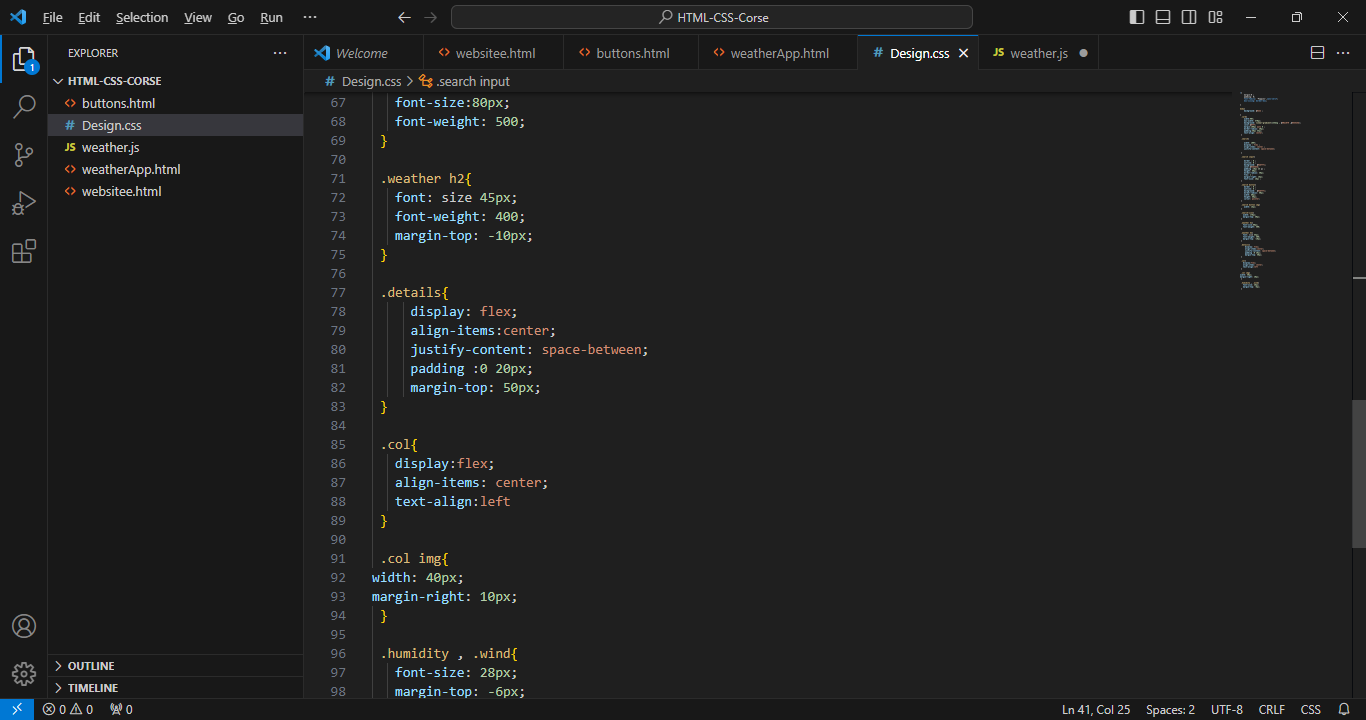 File Edit Selection View Go Run ··· HTML-CSS-Corse
EXPLORER ···
HTML-CSS-CORSE
buttons.html
# Design.css
JS weather.js
weatherApp.html
websitee.html
OUTLINE
TIMELINE
Welcome websitee.html buttons.html weatherApp.html # Design.css JS weather.js
# Design.css > .search input
67 font-size:80px;
68 font-weight: 500;
69 }
70
71 .weather h2{
72 font: size 45px;
73 font-weight: 400;
74 margin-top: -10px;
75 }
76
77 .details{
78 display: flex;
79 align-items:center;
80 justify-content: space-between;
81 padding :0 20px;
82 margin-top: 50px;
83 }
84
85 .col{
86 display:flex;
87 align-items: center;
88 text-align:left
89 }
90
91 .col img{
92 width: 40px;
93 margin-right: 10px;
94 }
95
96 .humidity , .wind{
97 font-size: 28px;
98 margin-top: -6px;
1
0 0 0 Ln 41, Col 25 Spaces: 2 UTF-8 CRLF CSS